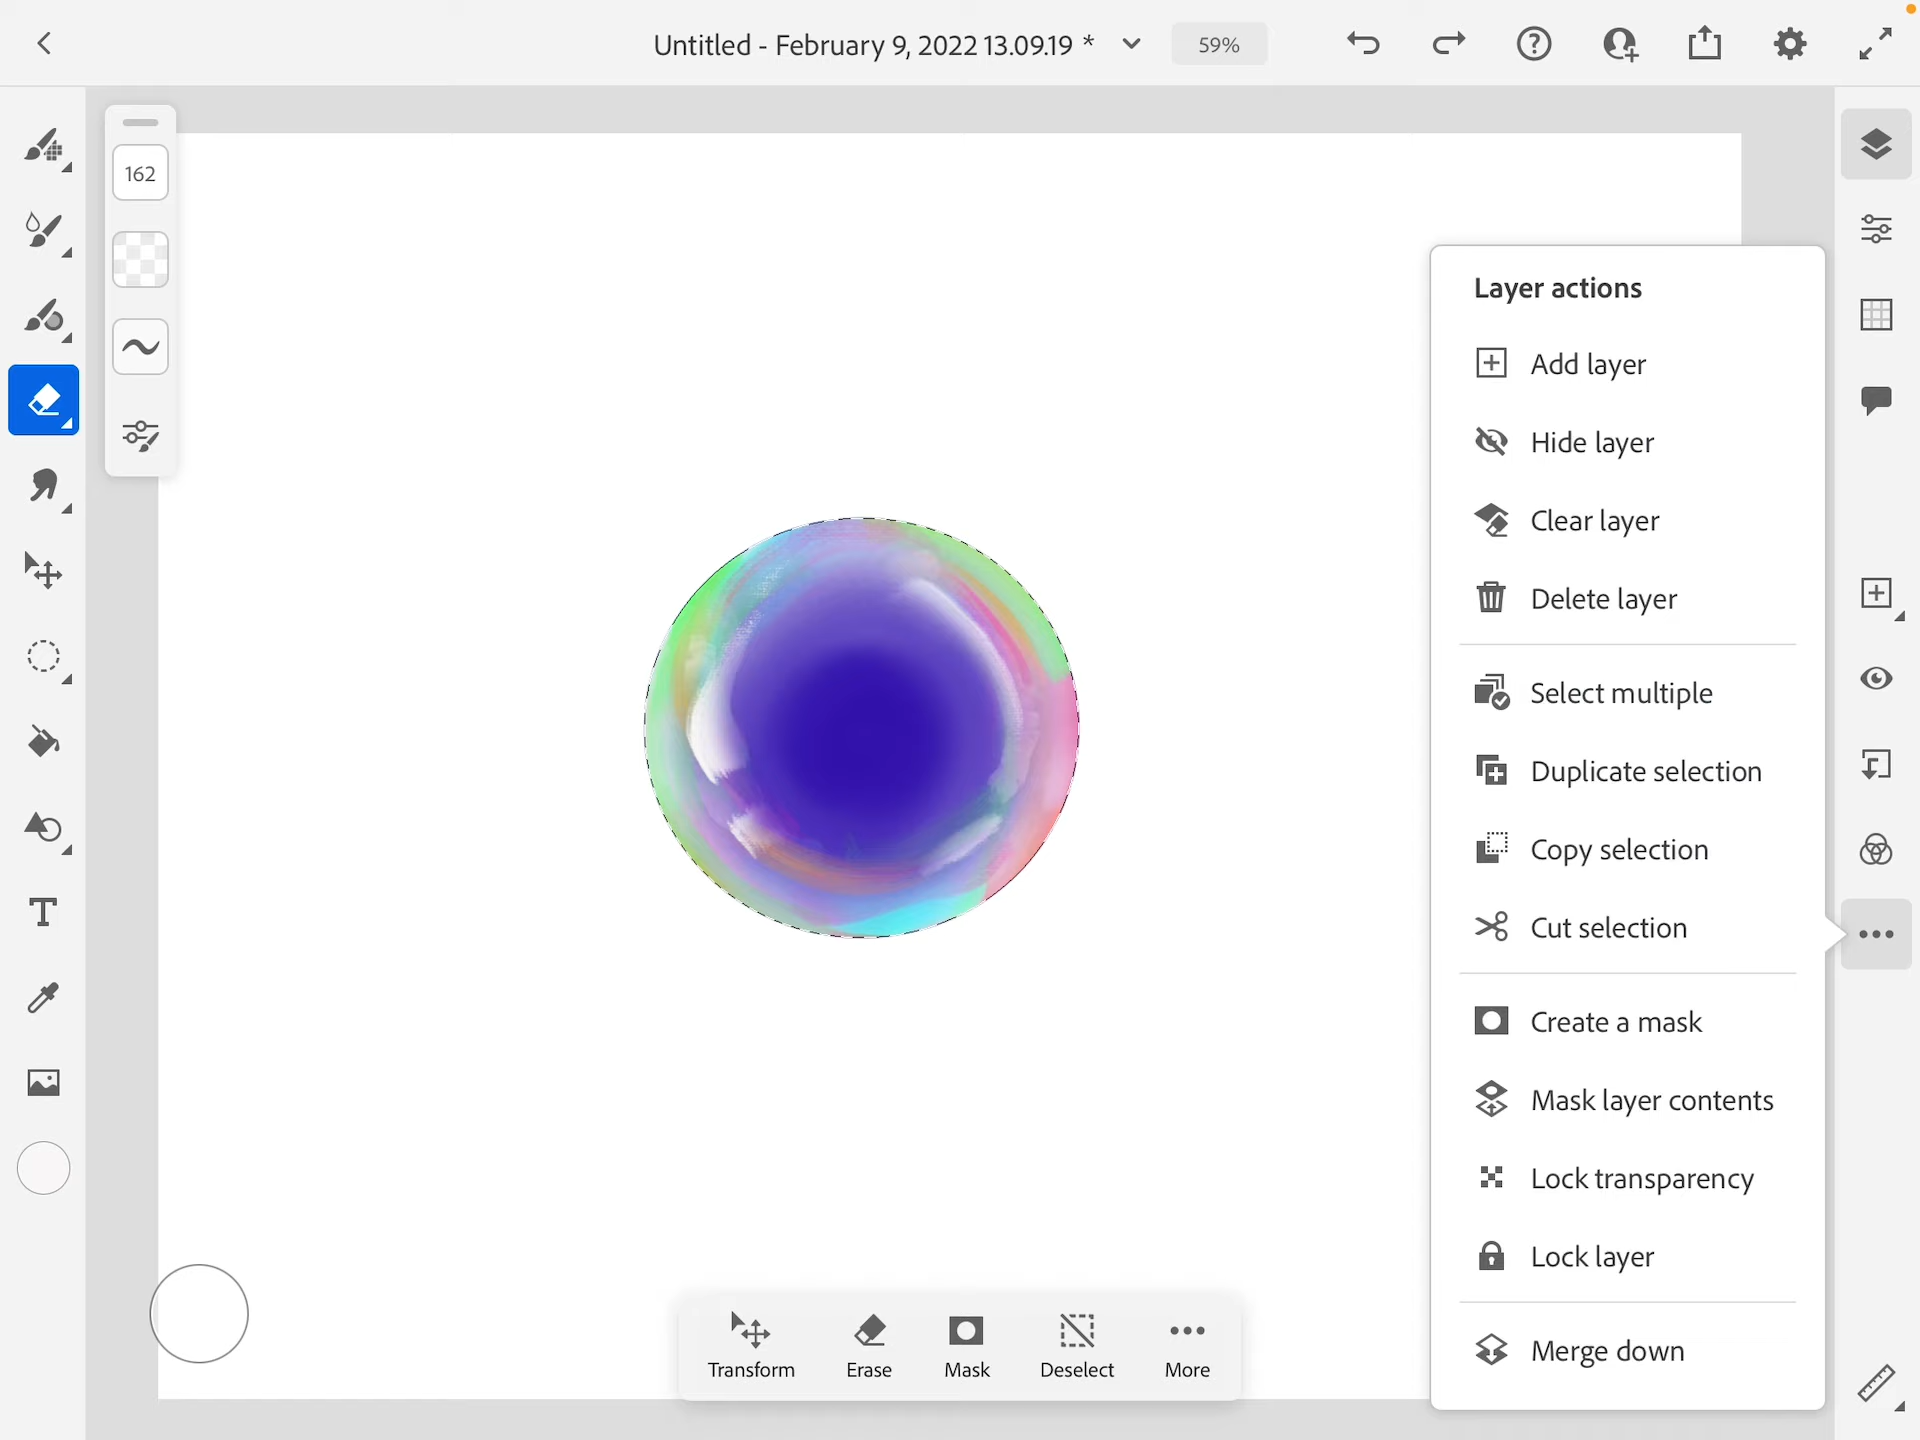 Untitled - February 9, 2022 13.09.19 *
59%
162
Layer actions
Add layer
Hide layer
Clear layer
Delete layer
Select multiple
Duplicate selection
Copy selection
Cut selection
Create a mask
Mask layer contents
Lock transparency
Lock layer
Merge down
T
Transform
Erase
Mask
Deselect
More